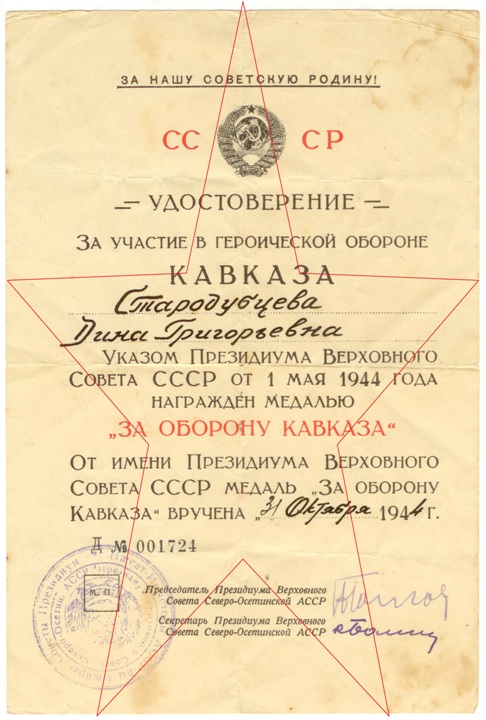 ЗА НАШУ СОВЕТСКУЮ РОДИНУ!
СС СР
— УДОСТОВЕРЕНИЕ —
ЗА УЧАСТИЕ В ГЕРОИЧЕСКОЙ ОБОРОНЕ
КАВКАЗА
Стародубцева
Дина Григорьевна
УКАЗОМ ПРЕЗИДИУМА ВЕРХОВНОГО
СОВЕТА СССР ОТ 1 МАЯ 1944 ГОДА
НАГРАЖДЕН МЕДАЛЬЮ
„ЗА ОБОРОНУ КАВКАЗА“
ОТ ИМЕНИ ПРЕЗИДИУМА ВЕРХОВНОГО
СОВЕТА СССР МЕДАЛЬ „ЗА ОБОРОНУ
КАВКАЗА“ ВРУЧЕНА „31 Октября 1944 г.
Д № 001724
М. П.
Председатель Президиума Верховного
Совета Северо-Осетинской АССР
Секретарь Президиума Верховного
Совета Северо-Осетинской АССР